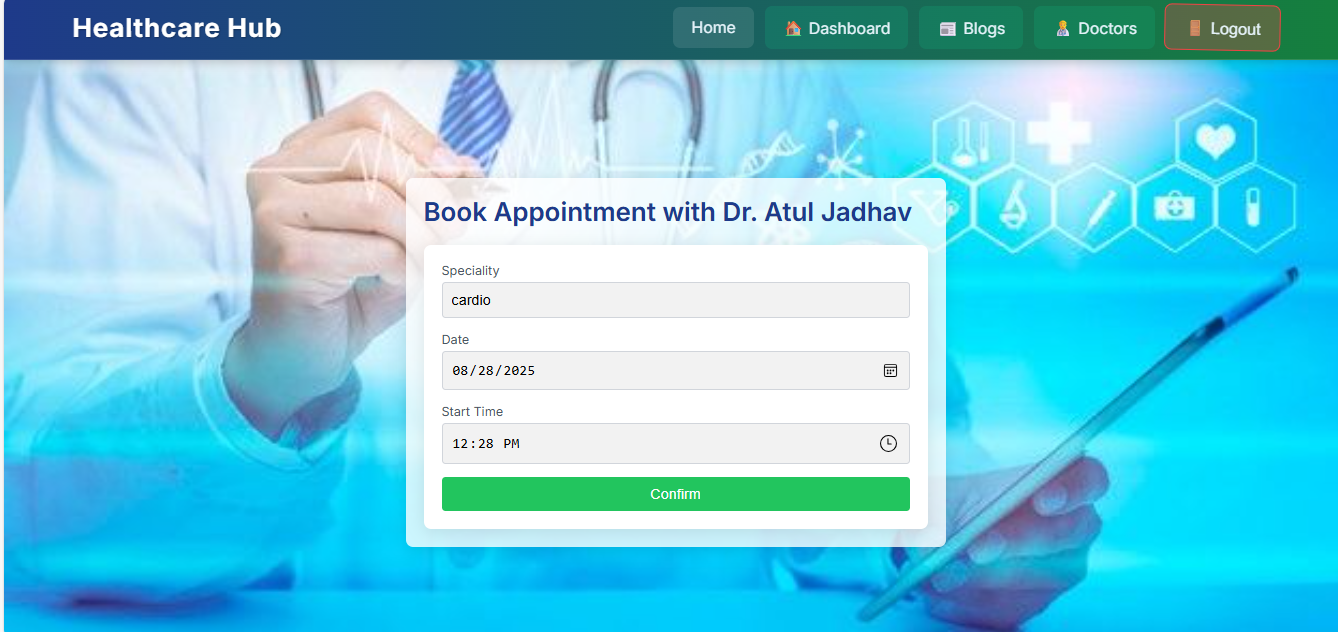 Healthcare Hub
Home
Dashboard
Blogs
Doctors
Logout
Book Appointment with Dr. Atul Jadhav
Speciality
cardio
Date
08/28/2025
Start Time
12:28 PM
Confirm